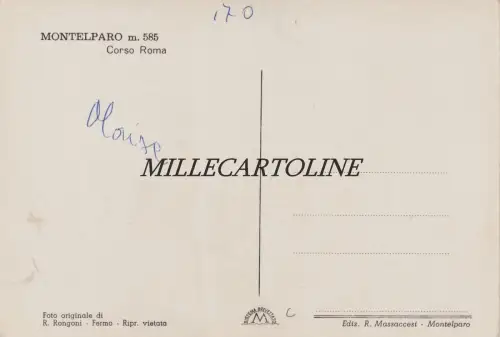 170
MONTELPARO m. 585
Corso Roma
MILLECARTOLINE
Foto originale di
R. Rongoni - Fermo - Ripr. vietata
C
Ediz. R. Massaccesi - Montelparo